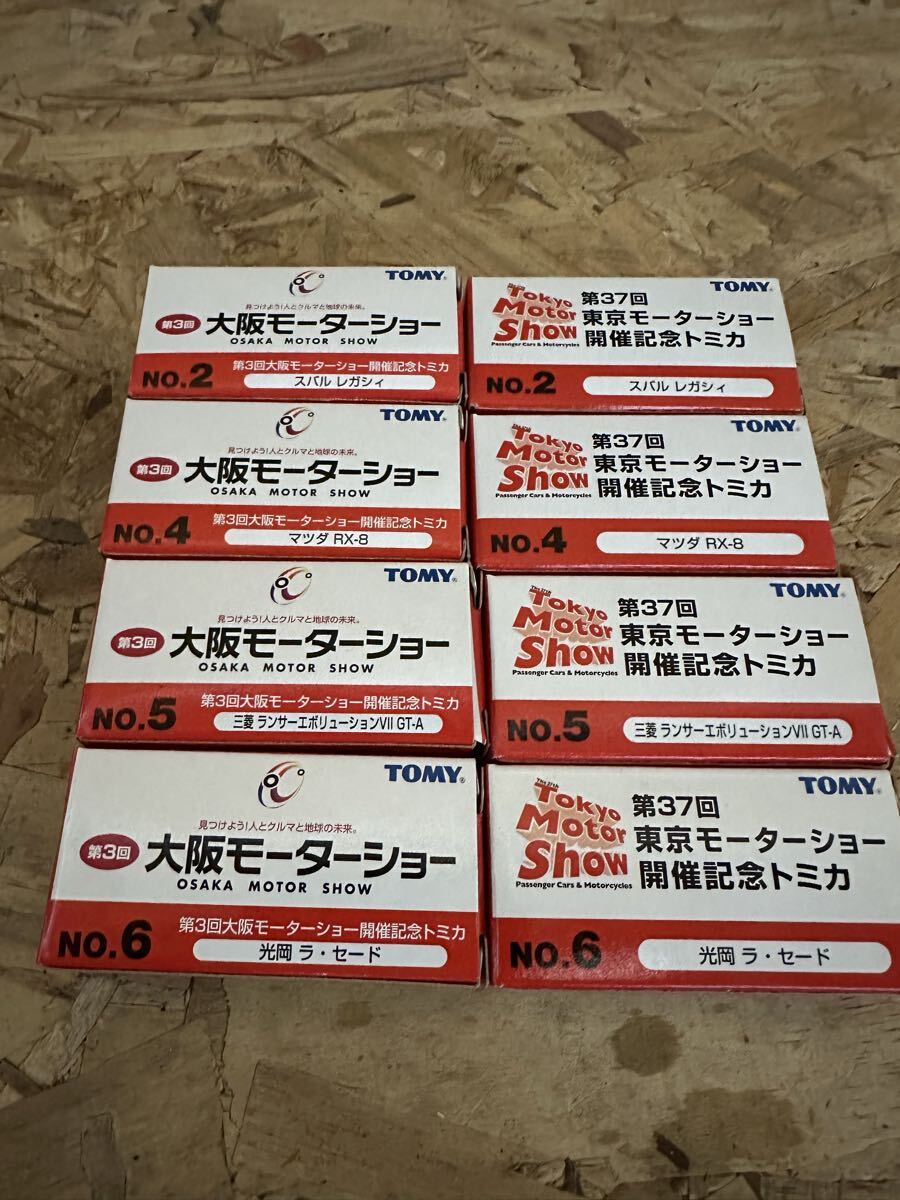 TOMY
見つけよう!人とクルマと地球の未来。
第3回 大阪モーターショー
OSAKA MOTOR SHOW
NO.2 第3回大阪モーターショー開催記念トミカ
スバル レガシィ
TOMY
Tokyo Motor Show
Passenger Cars & Motorcycles
第37回
東京モーターショー
開催記念トミカ
NO.2 スバル レガシィ
TOMY
見つけよう!人とクルマと地球の未来。
第3回 大阪モーターショー
OSAKA MOTOR SHOW
NO.4 第3回大阪モーターショー開催記念トミカ
マツダ RX-8
TOMY
Tokyo Motor Show
Passenger Cars & Motorcycles
第37回
東京モーターショー
開催記念トミカ
NO.4 マツダ RX-8
TOMY
見つけよう!人とクルマと地球の未来。
第3回 大阪モーターショー
OSAKA MOTOR SHOW
NO.5 第3回大阪モーターショー開催記念トミカ
三菱 ランサーエボリューションVII GT-A
TOMY
The 37th
Tokyo Motor Show
Passenger Cars & Motorcycles
第37回
東京モーターショー
開催記念トミカ
NO.5 三菱 ランサーエボリューションVII GT-A
TOMY
見つけよう!人とクルマと地球の未来。
第3回 大阪モーターショー
OSAKA MOTOR SHOW
NO.6 第3回大阪モーターショー開催記念トミカ
光岡 ラ・セード
TOMY
The 37th
Tokyo Motor Show
Passenger Cars & Motorcycles
第37回
東京モーターショー
開催記念トミカ
NO.6 光岡 ラ・セード